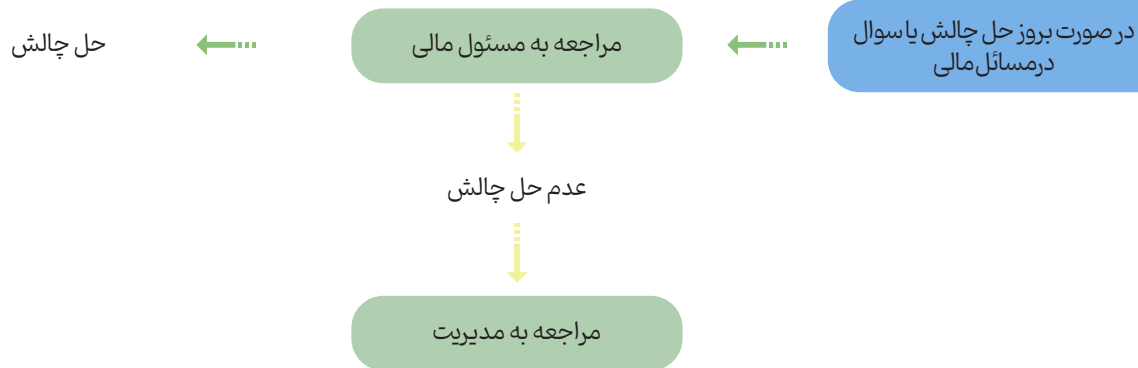 در صورت بروز حل چالش یا سوال
درمسائل مالی
مراجعه به مسئول مالی
حل چالش
عدم حل چالش
مراجعه به مدیریت